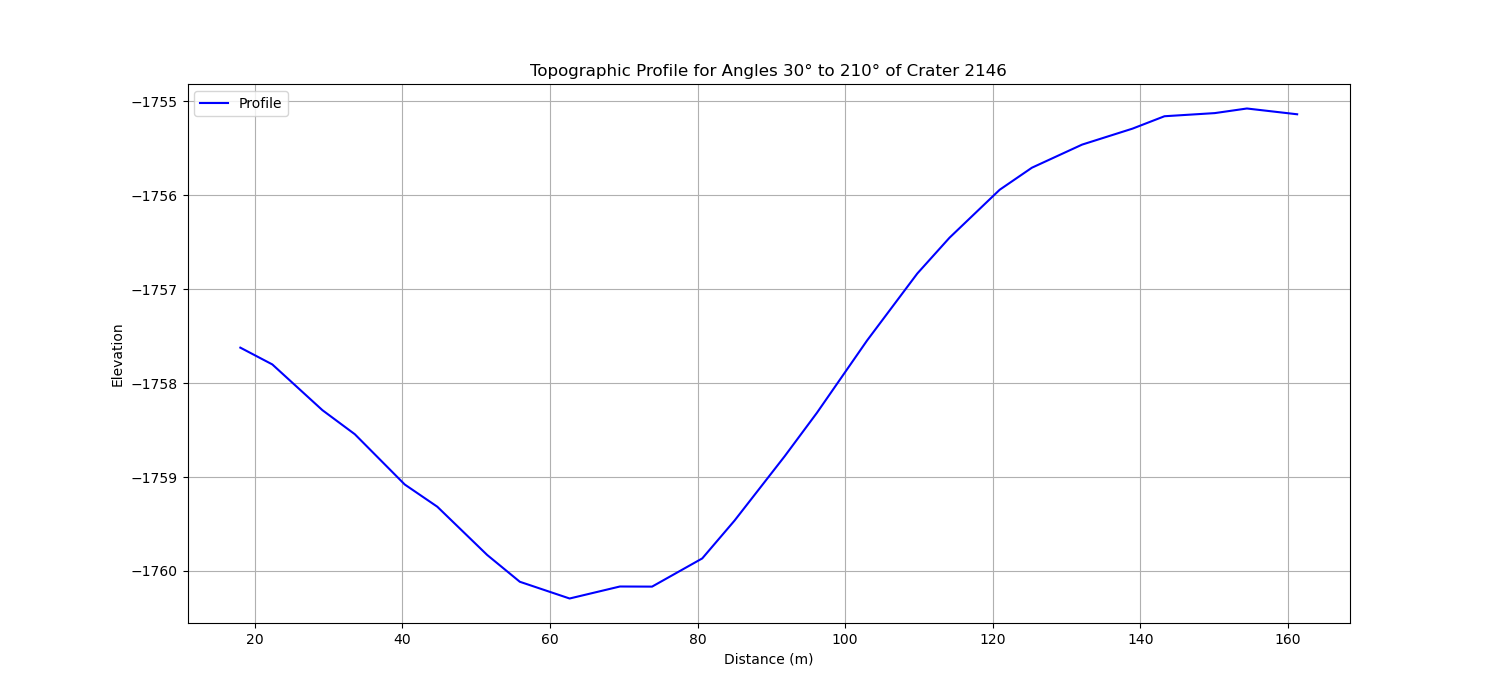 Topographic Profile for Angles 30° to 210° of Crater 2146
Profile
−1755
−1756
−1757
−1758
−1759
−1760
Elevation
20 40 60 80 100 120 140 160
Distance (m)